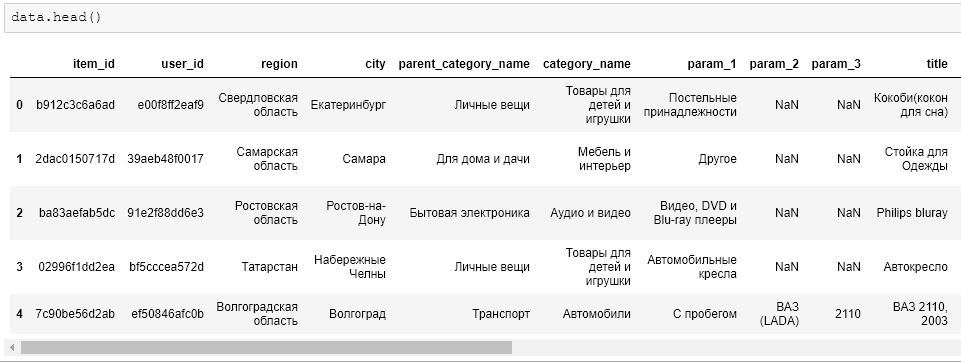 data.head()
item_id user_id region city parent_category_name category_name param_1 param_2 param_3 title
0 b912c3c6a6ad e00f8ff2eaf9 Свердловская область Екатеринбург Личные вещи Товары для детей и игрушки Постельные принадлежности NaN NaN Кокоби(кокон для сна)
1 2dac0150717d 39aeb48f0017 Самарская область Самара Для дома и дачи Мебель и интерьер Другое NaN NaN Стойка для Одежды
2 ba83aefab5dc 91e2f88dd6e3 Ростовская область Ростов-на-Дону Бытовая электроника Аудио и видео Видео, DVD и Blu-ray плееры NaN NaN Philips bluray
3 02996f1dd2ea bf5cccea572d Татарстан Набережные Челны Личные вещи Товары для детей и игрушки Автомобильные кресла NaN NaN Автокресло
4 7c90be56d2ab ef50846afc0b Волгоградская область Волгоград Транспорт Автомобили С пробегом ВАЗ (LADA) 2110 ВАЗ 2110, 2003